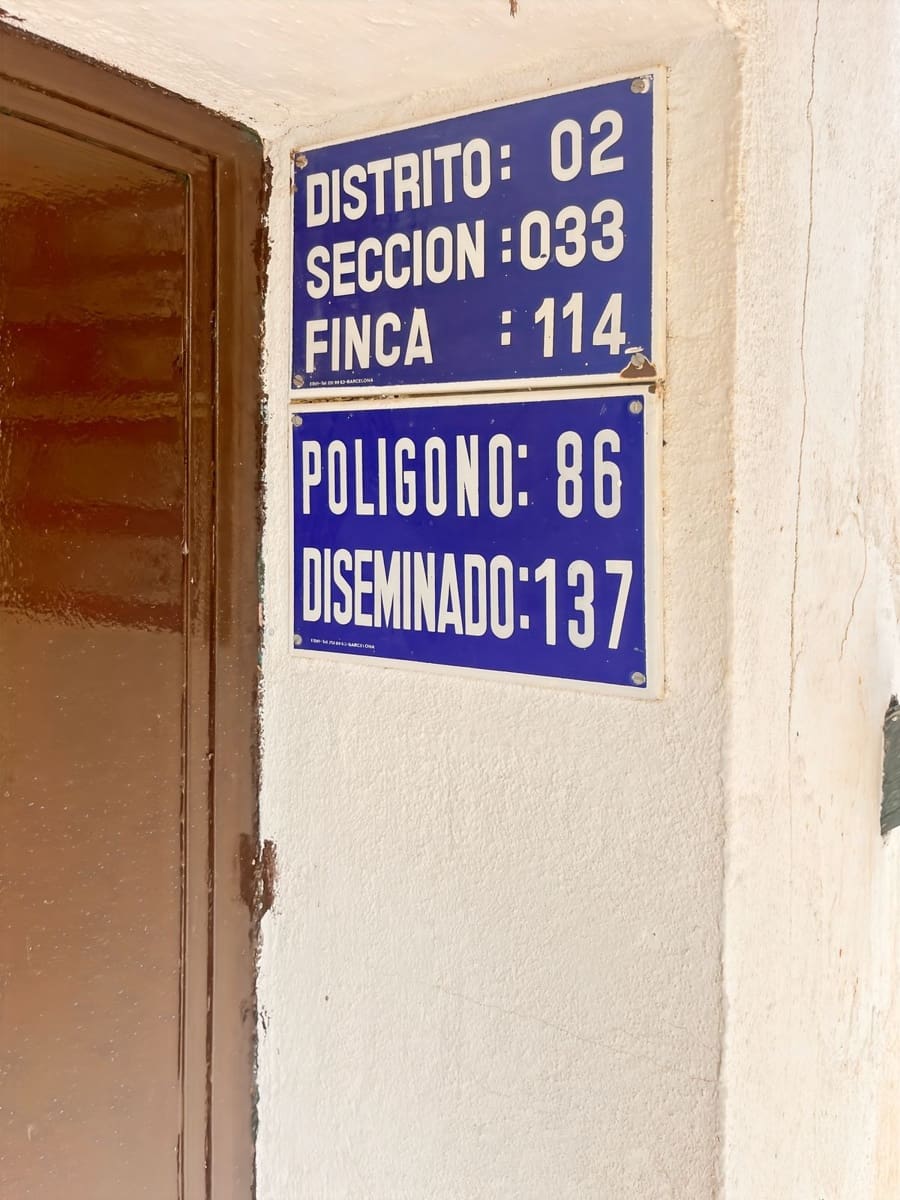 DISTRITO: 02
SECCION :033
FINCA : 114
POLIGONO: 86
DISEMINADO:137